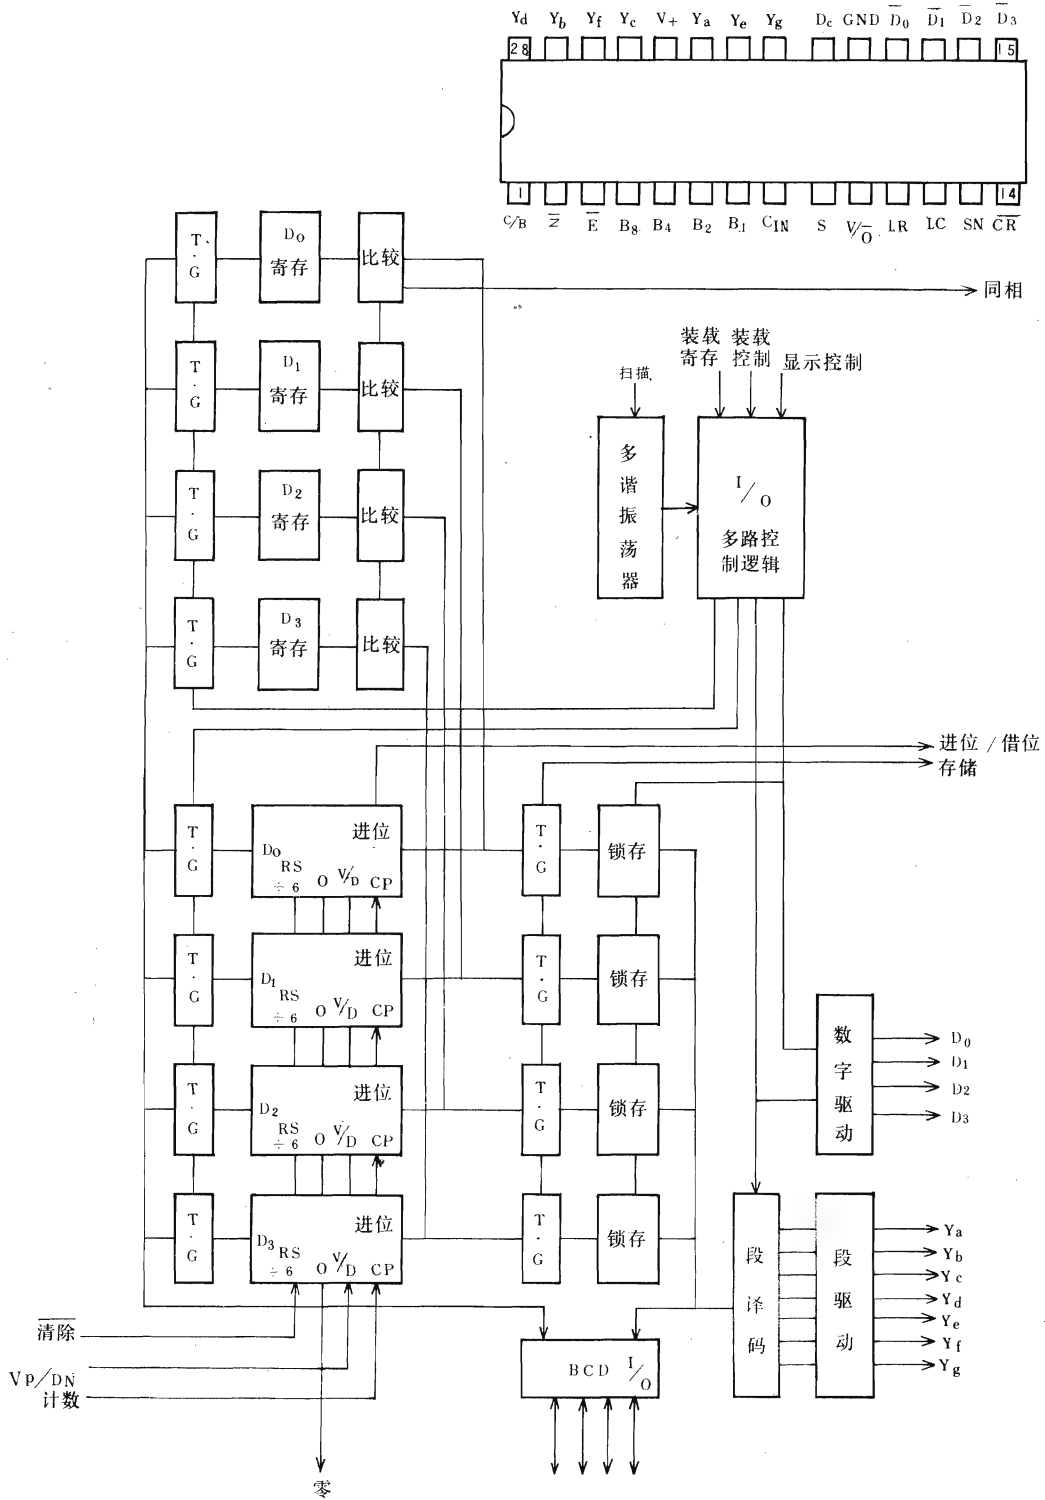 Yd Yb Yf Yc V+ Ya Ye Yg Dc GND D̅0 D̅1 D̅2 D̅3
28 15
1 14
C/B Z̅ E̅ B8 B4 B2 B1 CIN S V/O̅ LR LC SN C̅R̅
T·G D0 寄存 比较
同相
T·G D1 寄存 比较
T·G D2 寄存 比较
T·G D3 寄存 比较
扫描
装载寄存
装载控制
显示控制
多谐振荡器
I/O
多路控
制逻辑
进位/借位
存储
T·G D0 进位 RS ÷6 O V/D CP T·G 锁存
T·G D1 进位 RS ÷6 O V/D CP T·G 锁存
T·G D2 进位 RS ÷6 O V/D CP T·G 锁存
T·G D3 进位 RS ÷6 O V/D CP T·G 锁存
数字驱动
D0
D1
D2
D3
段译码
段驱动
Ya
Yb
Yc
Yd
Ye
Yf
Yg
清除
Vp/DN
计数
BCD I/O
零